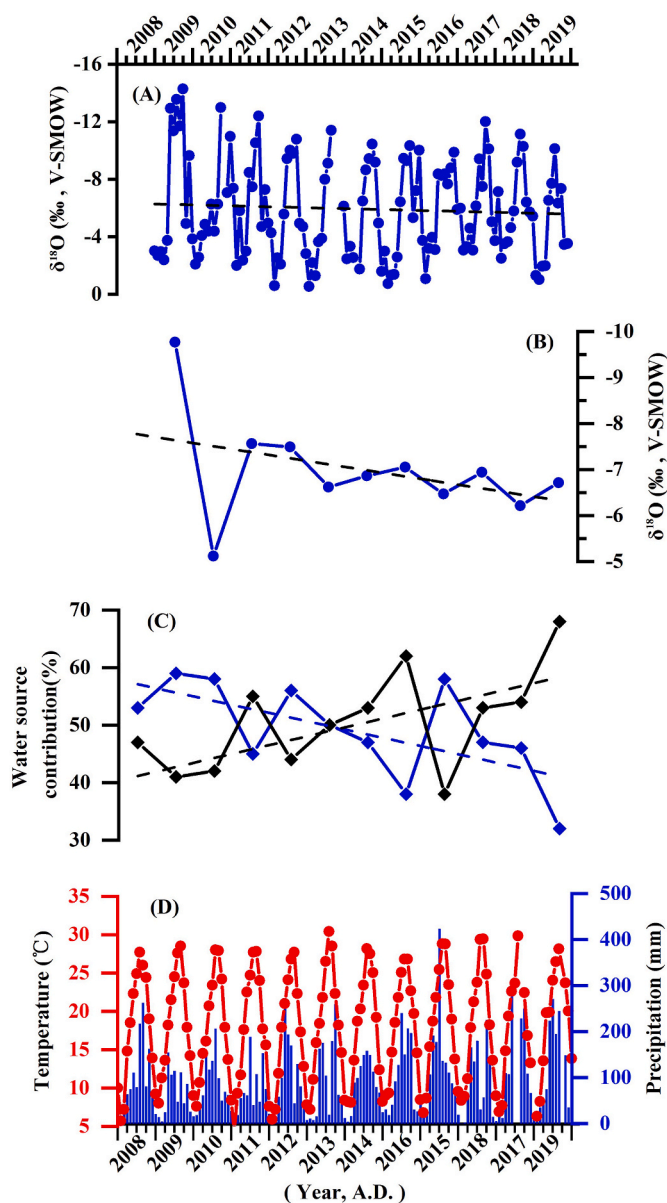 2008 2009 2010 2011 2012 2013 2014 2015 2016 2017 2018 2019
-16
(A)
-12
-8
-4
0
δ¹⁸O (‰ , V-SMOW)
-10
(B)
-9
-8
-7
-6
-5
δ¹⁸O (‰ , V-SMOW)
70
(C)
60
50
40
30
Water source
contribution(%)
35
(D)
30
25
20
15
10
5
Temperature (℃)
500
400
300
200
100
0
Precipitation (mm)
2008 2009 2010 2011 2012 2013 2014 2016 2015 2018 2017 2019
( Year, A.D. )